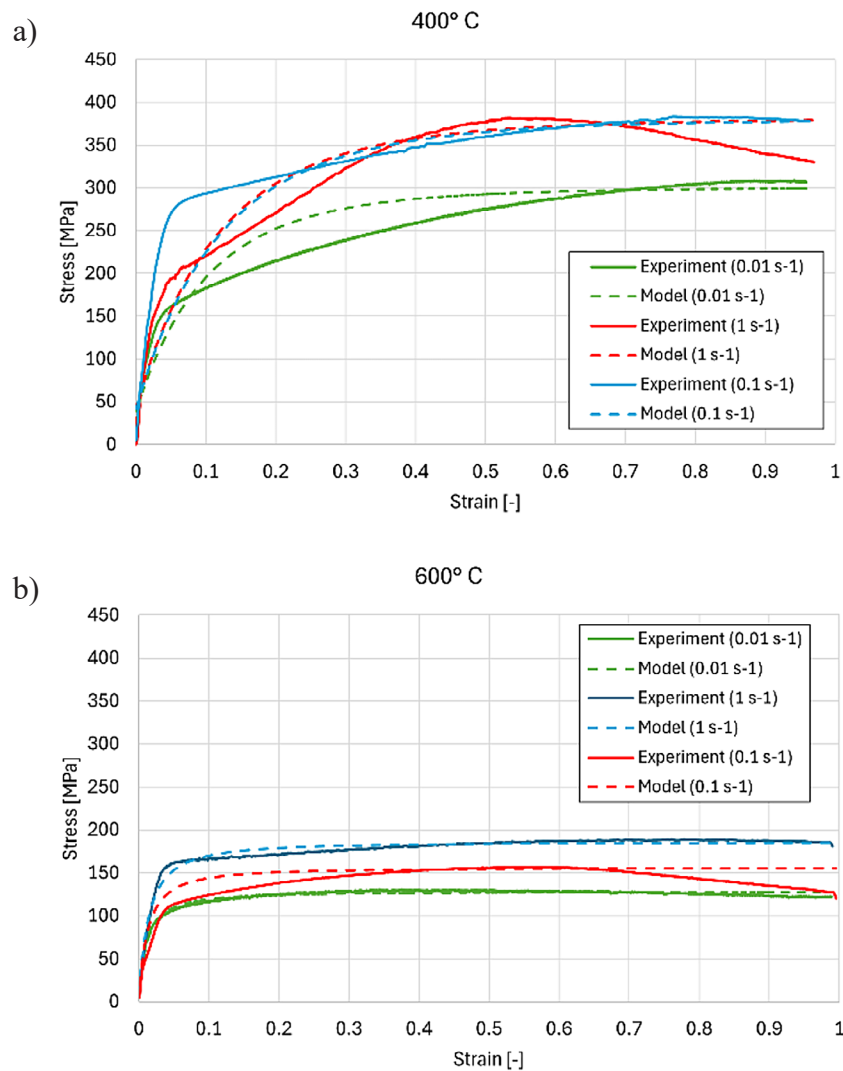 a)
400° C
450
400
350
300
250
200
150
100
50
0
Stress [MPa]
Experiment (0.01 s-1)
Model (0.01 s-1)
Experiment (1 s-1)
Model (1 s-1)
Experiment (0.1 s-1)
Model (0.1 s-1)
0 0.1 0.2 0.3 0.4 0.5 0.6 0.7 0.8 0.9 1
Strain [-]
b)
600° C
450
400
350
300
250
200
150
100
50
0
Stress [MPa]
Experiment (0.01 s-1)
Model (0.01 s-1)
Experiment (1 s-1)
Model (1 s-1)
Experiment (0.1 s-1)
Model (0.1 s-1)
0 0.1 0.2 0.3 0.4 0.5 0.6 0.7 0.8 0.9 1
Strain [-]